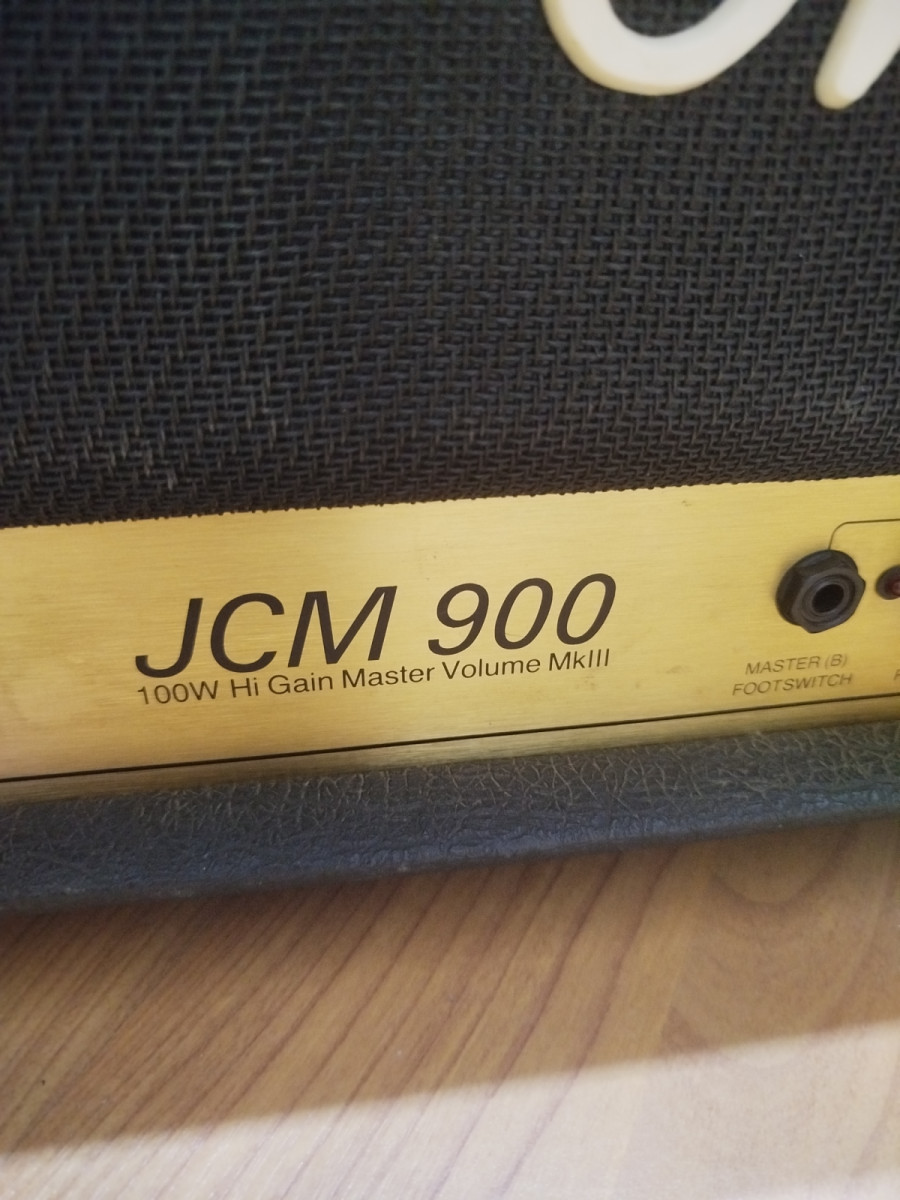 JCM 900
100W Hi Gain Master Volume MkIII
MASTER (B)
FOOTSWITCH